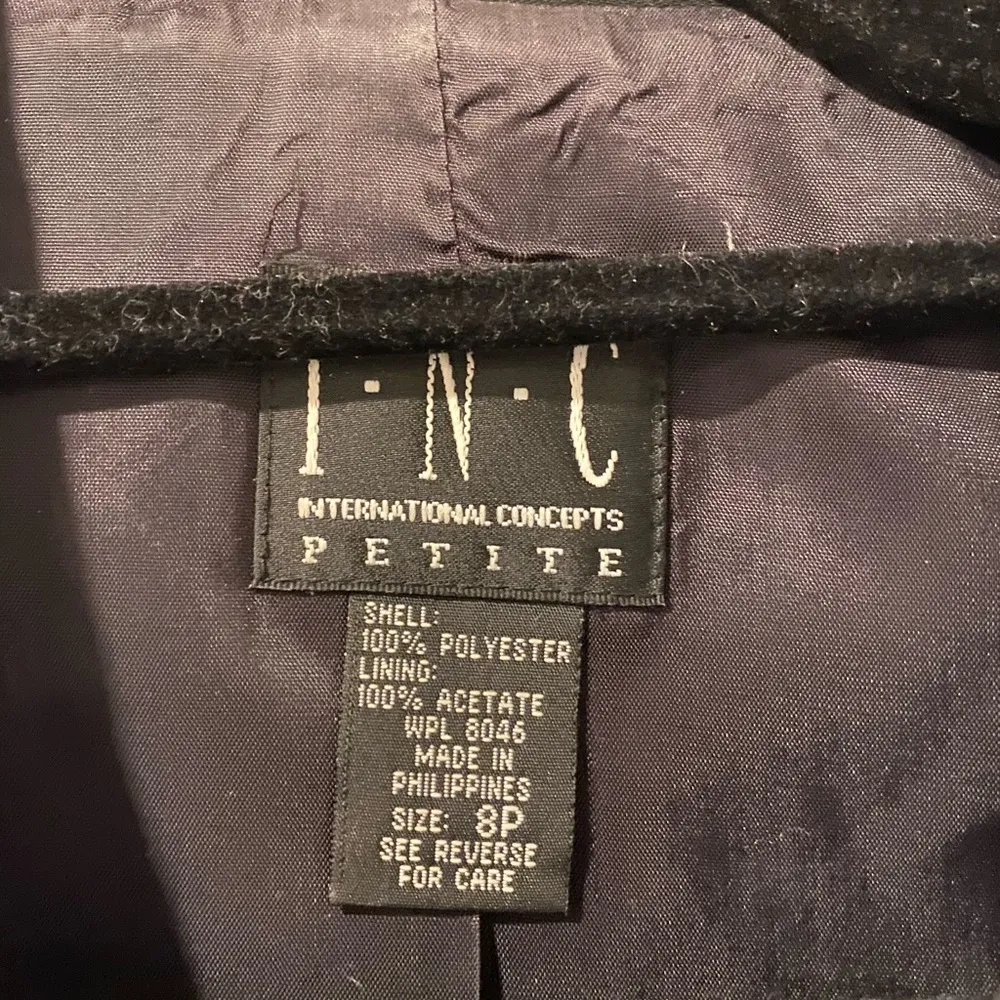 I·N·C
INTERNATIONAL CONCEPTS
PETITE
SHELL:
100% POLYESTER
LINING:
100% ACETATE
WPL 8046
MADE IN
PHILIPPINES
SIZE: 8P
SEE REVERSE
FOR CARE